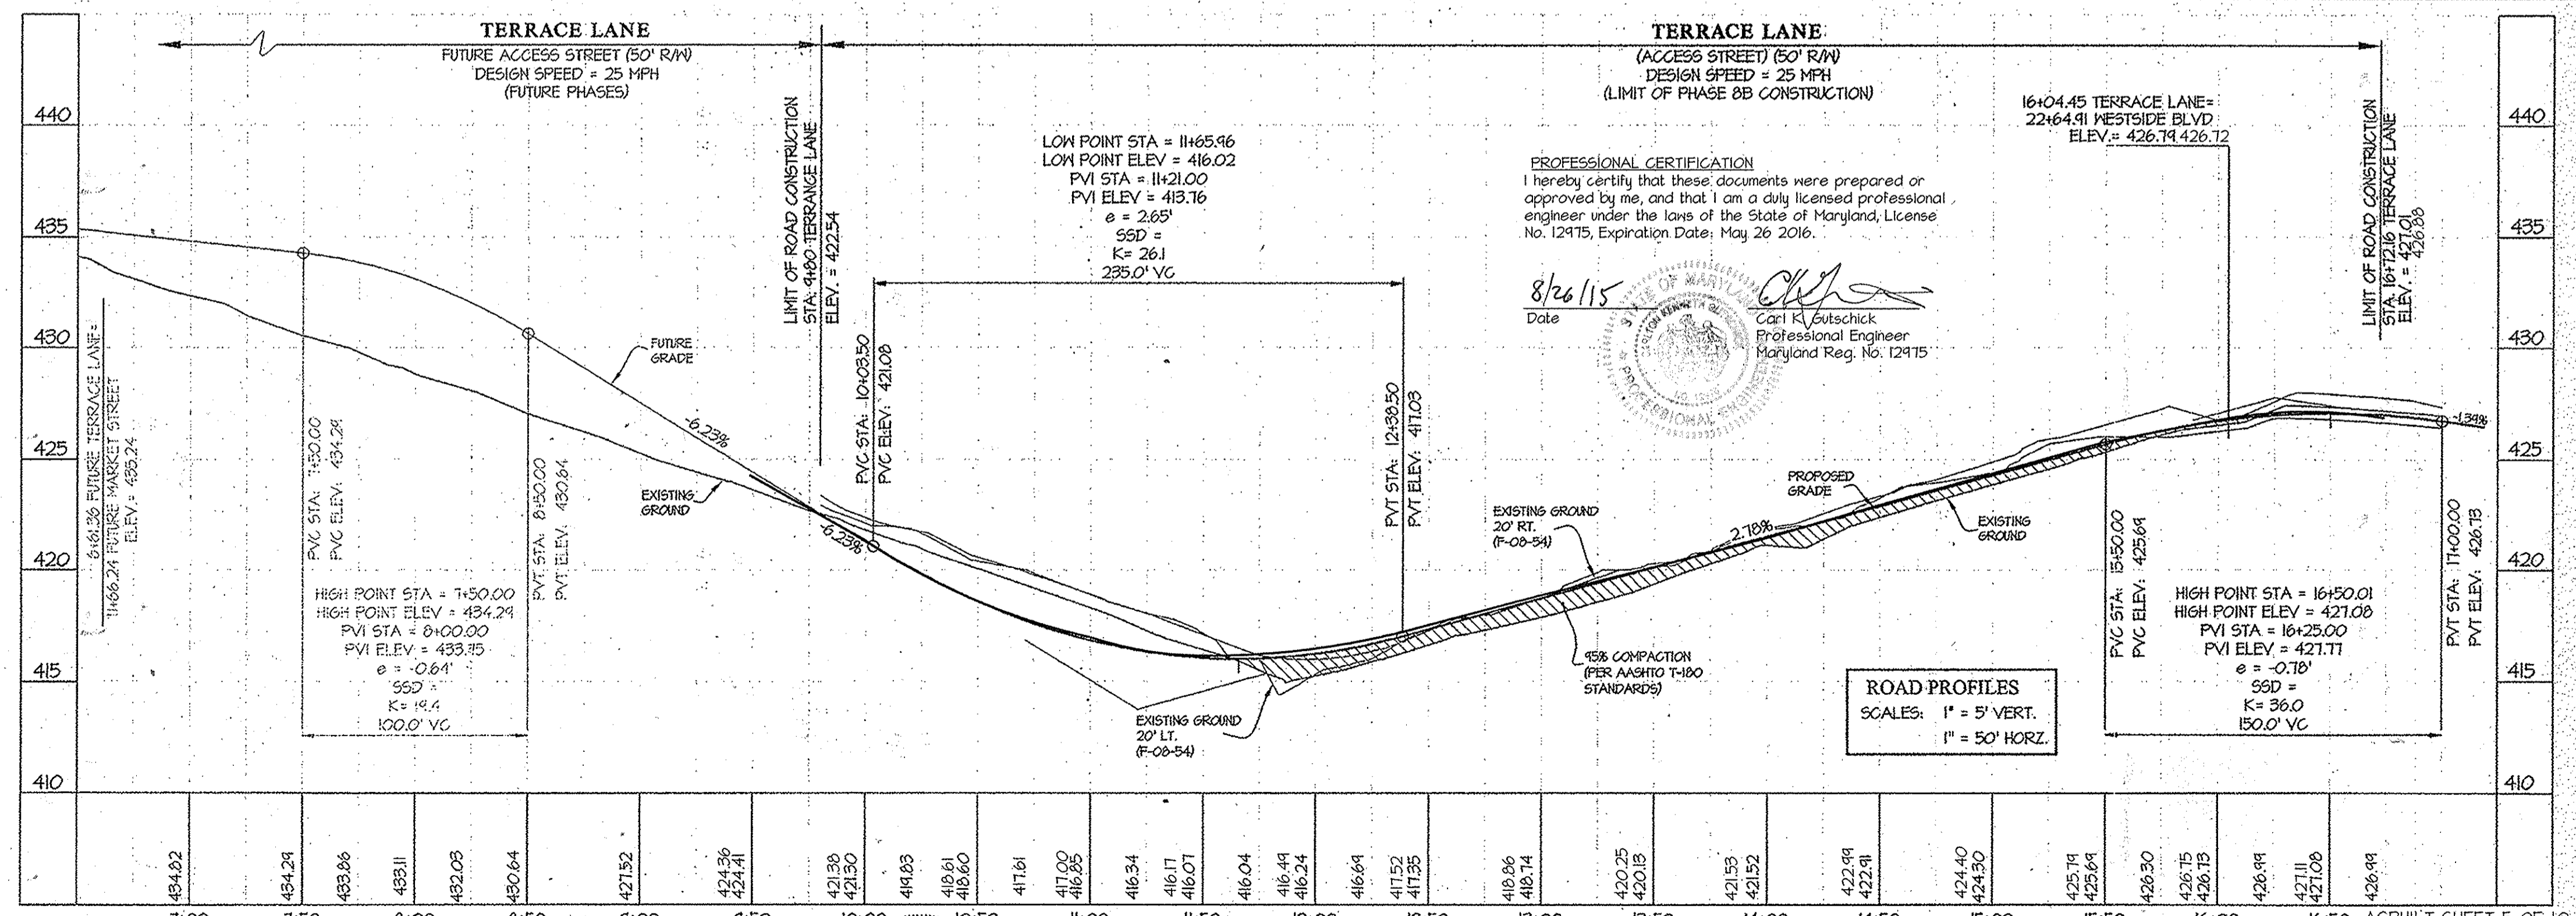 TERRACE LANE
FUTURE ACCESS STREET (50' R/W)
DESIGN SPEED = 25 MPH
(FUTURE PHASES)
TERRACE LANE
(ACCESS STREET) (50' R/W)
DESIGN SPEED = 25 MPH
(LIMIT OF PHASE 8B CONSTRUCTION)
440
435
430
425
420
415
410
440
435
430
425
420
415
410
LIMIT OF ROAD CONSTRUCTION
STA: 9+80 TERRANCE LANE
ELEV. = 422.54
LOW POINT STA = 11+65.96
LOW POINT ELEV = 416.02
PVI STA = 11+21.00
PVI ELEV = 413.76
e = 2.65'
SSD =
K= 26.1
235.0' VC
PROFESSIONAL CERTIFICATION
I hereby certify that these documents were prepared or
approved by me, and that I am a duly licensed professional
engineer under the laws of the State of Maryland, License
No. 12975, Expiration Date: May 26 2016.
8/26/15
Date
Carl K. Gutschick
Professional Engineer
Maryland Reg. No. 12975
STATE OF MARYLAND
PROFESSIONAL ENGINEER
16+04.45 TERRACE LANE=
22+64.91 WESTSIDE BLVD
ELEV.= 426.79 426.72
LIMIT OF ROAD CONSTRUCTION
STA: 16+72.16 TERRACE LANE
ELEV. = 427.01
426.88
6+61.36 FUTURE TERRACE LANE=
11+66.24 FUTURE MARKET STREET
ELEV.= 435.24
PVC STA: 7+50.00
PVC ELEV: 434.29
PVT STA: 8+50.00
PVT ELEV: 430.64
HIGH POINT STA = 7+50.00
HIGH POINT ELEV = 434.29
PVI STA = 8+00.00
PVI ELEV = 433.75
e = -0.64'
SSD =
K= 19.4
100.0' VC
FUTURE
GRADE
-6.23%
EXISTING
GROUND
-6.23%
PVC STA: 10+03.50
PVC ELEV: 421.08
PVT STA: 12+38.50
PVT ELEV: 417.03
EXISTING GROUND
20' LT.
(F-08-54)
EXISTING GROUND
20' RT.
(F-08-54)
95% COMPACTION
(PER AASHTO T-180
STANDARDS)
2.78%
PROPOSED
GRADE
EXISTING
GROUND
-1.39%
PVC STA: 15+50.00
PVC ELEV: 425.69
HIGH POINT STA = 16+50.01
HIGH POINT ELEV = 427.08
PVI STA = 16+25.00
PVI ELEV = 427.77
e = -0.78'
SSD =
K= 36.0
150.0' VC
PVT STA: 17+00.00
PVT ELEV: 426.73
ROAD PROFILES
SCALES: 1" = 5' VERT.
1" = 50' HORZ.
434.82
434.29
433.86
433.11
432.03
430.64
427.52
424.36
424.41
421.38
421.30
419.83
418.61
418.60
417.61
417.00
416.85
416.34
416.17
416.07
416.04
416.49
416.24
416.69
417.52
417.35
418.86
418.74
420.25
420.13
421.53
421.52
422.99
422.91
424.40
424.30
425.79
425.69
426.30
426.75
426.73
426.99
427.11
427.08
426.99